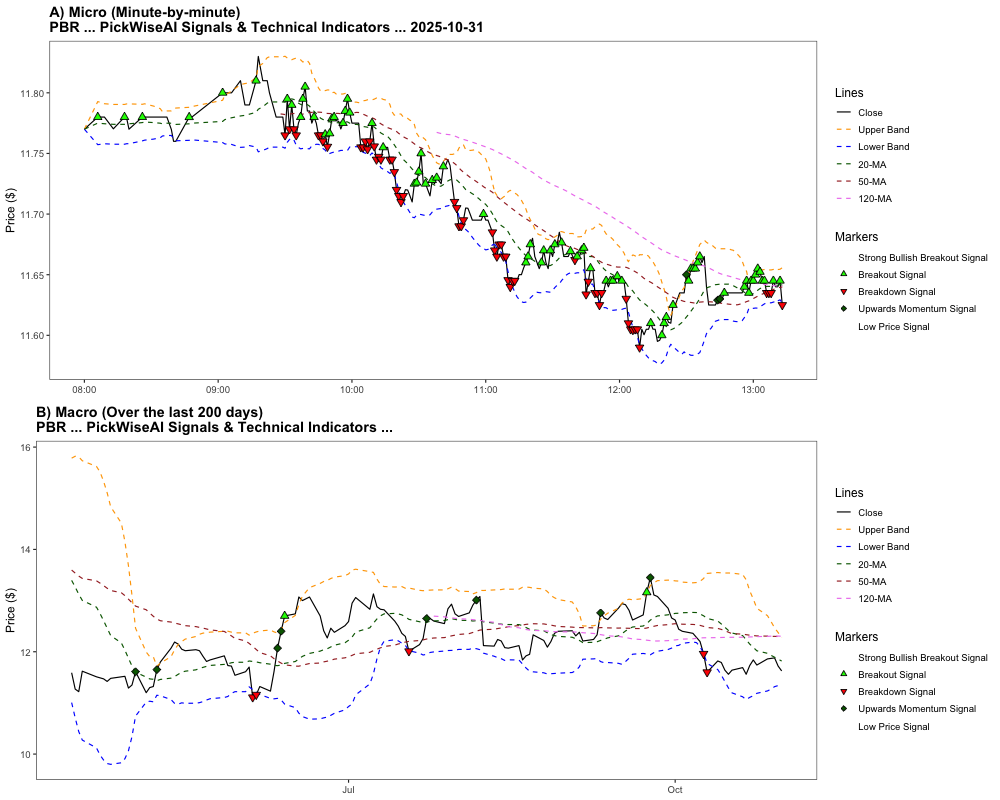 A) Micro (Minute-by-minute)
PBR ... PickWiseAI Signals & Technical Indicators ... 2025-10-31
Price ($)
11.80
11.75
11.70
11.65
11.60
08:00 09:00 10:00 11:00 12:00 13:00
Lines
Close
Upper Band
Lower Band
20-MA
50-MA
120-MA
Markers
Strong Bullish Breakout Signal
Breakout Signal
Breakdown Signal
Upwards Momentum Signal
Low Price Signal
B) Macro (Over the last 200 days)
PBR ... PickWiseAI Signals & Technical Indicators ...
Price ($)
16
14
12
10
Jul Oct
Lines
Close
Upper Band
Lower Band
20-MA
50-MA
120-MA
Markers
Strong Bullish Breakout Signal
Breakout Signal
Breakdown Signal
Upwards Momentum Signal
Low Price Signal